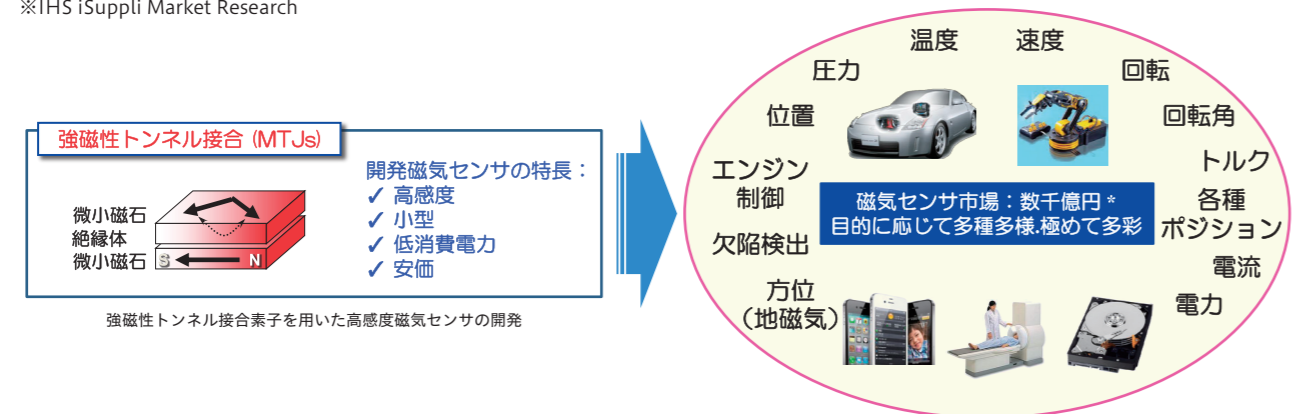 ※IHS iSuppli Market Research
強磁性トンネル接合 (MTJs)
微小磁石
絶縁体
微小磁石
S
N
開発磁気センサの特長：
✓ 高感度
✓ 小型
✓ 低消費電力
✓ 安価
強磁性トンネル接合素子を用いた高感度磁気センサの開発
温度
速度
圧力
回転
位置
回転角
エンジン
制御
トルク
欠陥検出
各種
ポジション
方位
（地磁気）
電流
電力
磁気センサ市場：数千億円 *
目的に応じて多種多様.極めて多彩